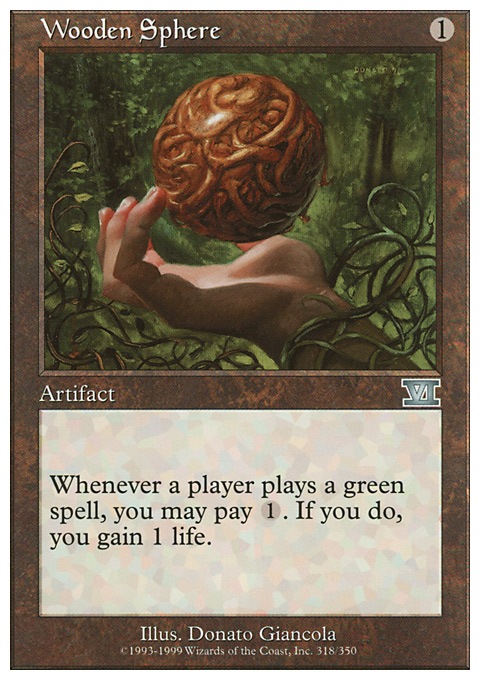 Wooden Sphere 1
Artifact VI
Whenever a player plays a green
spell, you may pay 1. If you do,
you gain 1 life.
Illus. Donato Giancola
©1993-1999 Wizards of the Coast, Inc. 318/350